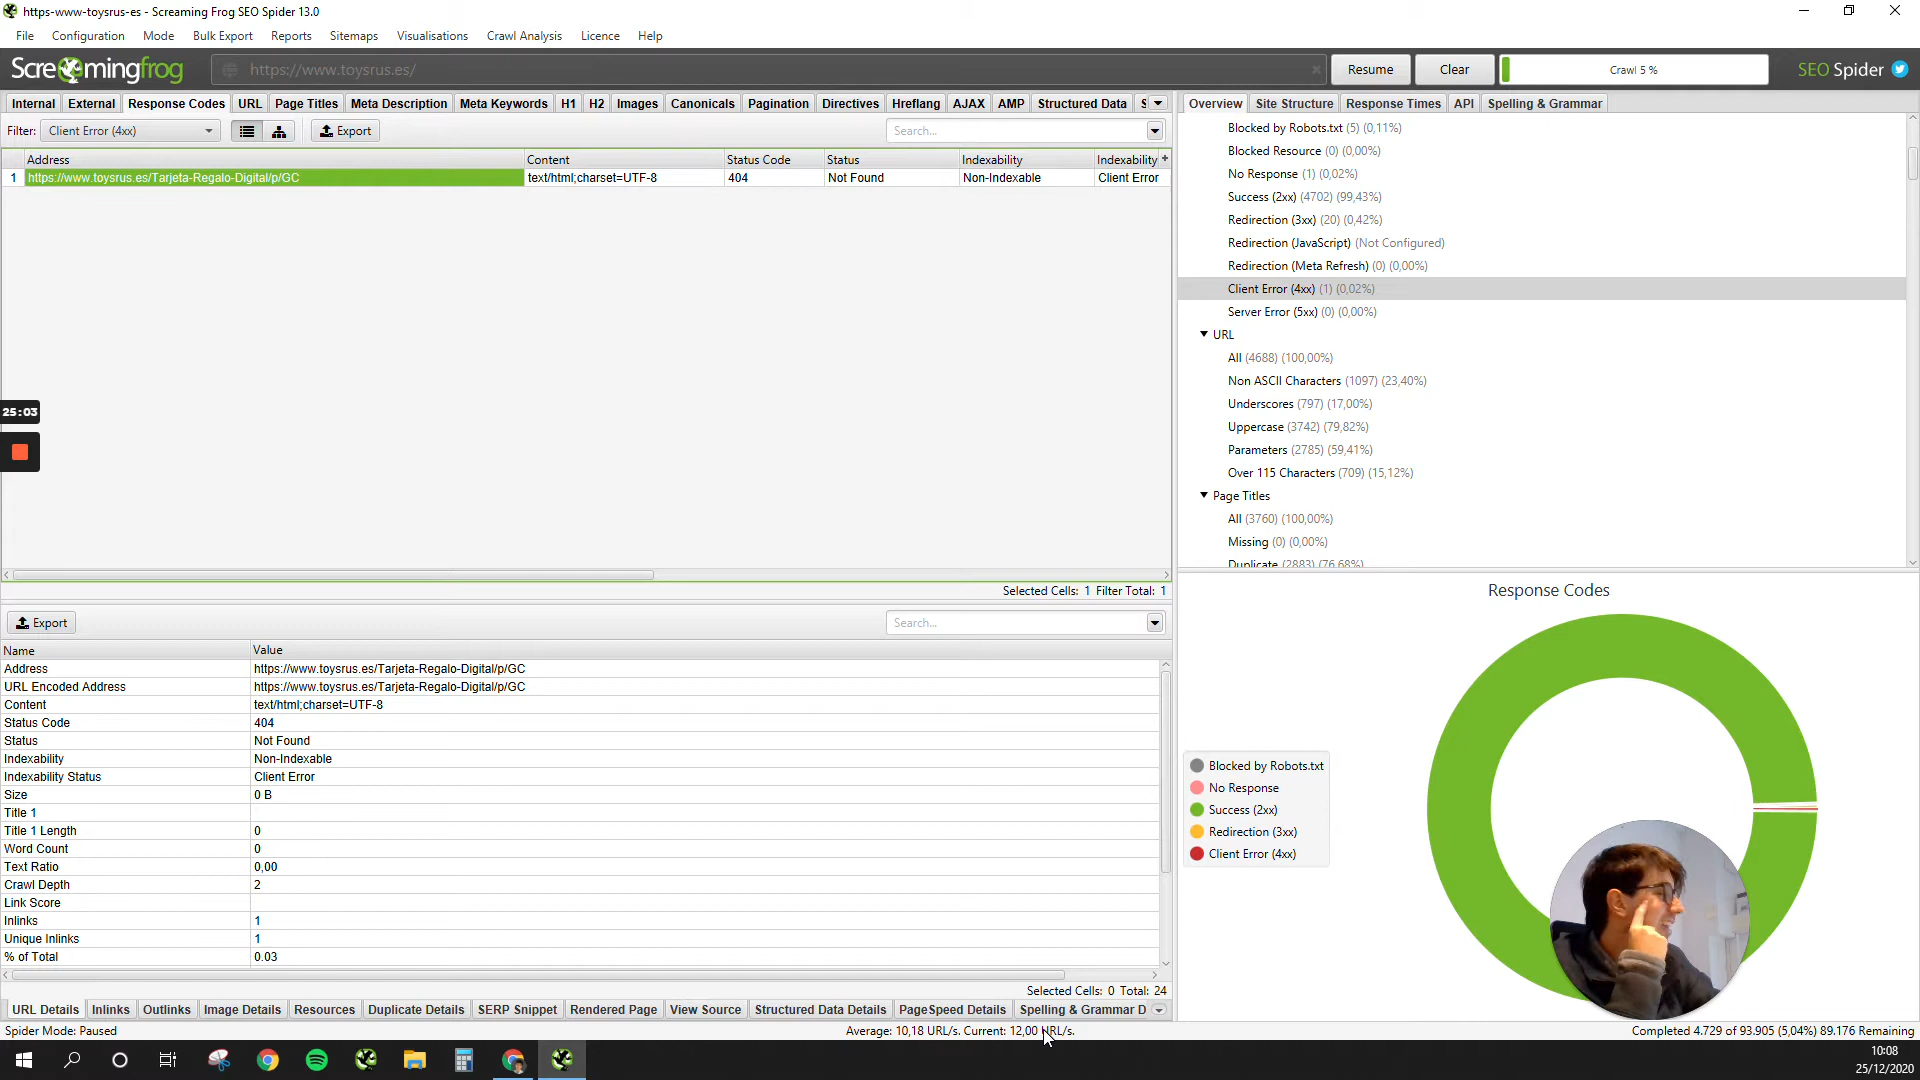 https-www-toysrus-es - Screaming Frog SEO Spider 13.0
File Configuration Mode Bulk Export Reports Sitemaps Visualisations Crawl Analysis Licence Help
Screamingfrog https://www.toysrus.es/ Resume Clear Crawl 5 % SEO Spider
Internal External Response Codes URL Page Titles Meta Description Meta Keywords H1 H2 Images Canonicals Pagination Directives Hreflang AJAX AMP Structured Data S
Filter: Client Error (4xx) Export Search...
Address Content Status Code Status Indexability Indexability
1 https://www.toysrus.es/Tarjeta-Regalo-Digital/p/GC text/html;charset=UTF-8 404 Not Found Non-Indexable Client Error
25:03
Selected Cells: 1 Filter Total: 1
Export Search...
Name Value
Address https://www.toysrus.es/Tarjeta-Regalo-Digital/p/GC
URL Encoded Address https://www.toysrus.es/Tarjeta-Regalo-Digital/p/GC
Content text/html;charset=UTF-8
Status Code 404
Status Not Found
Indexability Non-Indexable
Indexability Status Client Error
Size 0 B
Title 1
Title 1 Length 0
Word Count 0
Text Ratio 0,00
Crawl Depth 2
Link Score
Inlinks 1
Unique Inlinks 1
% of Total 0.03
Selected Cells: 0 Total: 24
URL Details Inlinks Outlinks Image Details Resources Duplicate Details SERP Snippet Rendered Page View Source Structured Data Details PageSpeed Details Spelling & Grammar D
Overview Site Structure Response Times API Spelling & Grammar
Blocked by Robots.txt (5) (0,11%)
Blocked Resource (0) (0,00%)
No Response (1) (0,02%)
Success (2xx) (4702) (99,43%)
Redirection (3xx) (20) (0,42%)
Redirection (JavaScript) (Not Configured)
Redirection (Meta Refresh) (0) (0,00%)
Client Error (4xx) (1) (0,02%)
Server Error (5xx) (0) (0,00%)
URL
All (4688) (100,00%)
Non ASCII Characters (1097) (23,40%)
Underscores (797) (17,00%)
Uppercase (3742) (79,82%)
Parameters (2785) (59,41%)
Over 115 Characters (709) (15,12%)
Page Titles
All (3760) (100,00%)
Missing (0) (0,00%)
Duplicate (2883) (76,68%)
Response Codes
Blocked by Robots.txt
No Response
Success (2xx)
Redirection (3xx)
Client Error (4xx)
Spider Mode: Paused Average: 10,18 URL/s. Current: 12,00 URL/s. Completed 4.729 of 93.905 (5,04%) 89.176 Remaining
10:08
25/12/2020